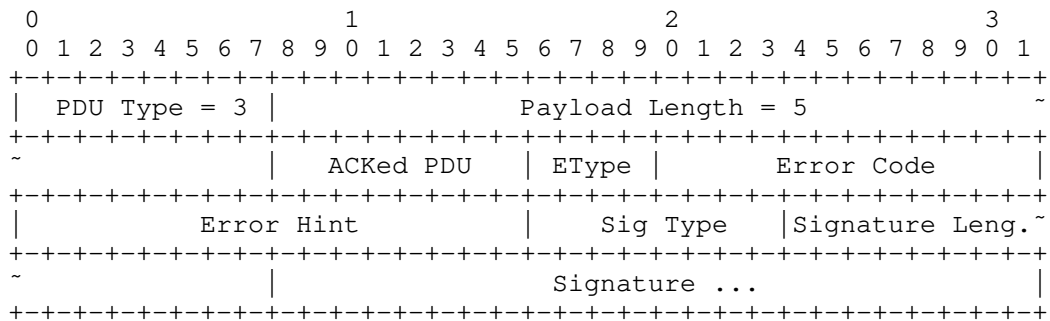 0                   1                   2                   3
 0 1 2 3 4 5 6 7 8 9 0 1 2 3 4 5 6 7 8 9 0 1 2 3 4 5 6 7 8 9 0 1
+-+-+-+-+-+-+-+-+-+-+-+-+-+-+-+-+-+-+-+-+-+-+-+-+-+-+-+-+-+-+-+-+
|  PDU Type = 3 |               Payload Length = 5              ~
+-+-+-+-+-+-+-+-+-+-+-+-+-+-+-+-+-+-+-+-+-+-+-+-+-+-+-+-+-+-+-+-+
~               |   ACKed PDU   | EType |       Error Code      |
+-+-+-+-+-+-+-+-+-+-+-+-+-+-+-+-+-+-+-+-+-+-+-+-+-+-+-+-+-+-+-+-+
|           Error Hint          |    Sig Type   |Signature Leng.~
+-+-+-+-+-+-+-+-+-+-+-+-+-+-+-+-+-+-+-+-+-+-+-+-+-+-+-+-+-+-+-+-+
~               |                 Signature ...                 |
+-+-+-+-+-+-+-+-+-+-+-+-+-+-+-+-+-+-+-+-+-+-+-+-+-+-+-+-+-+-+-+-+